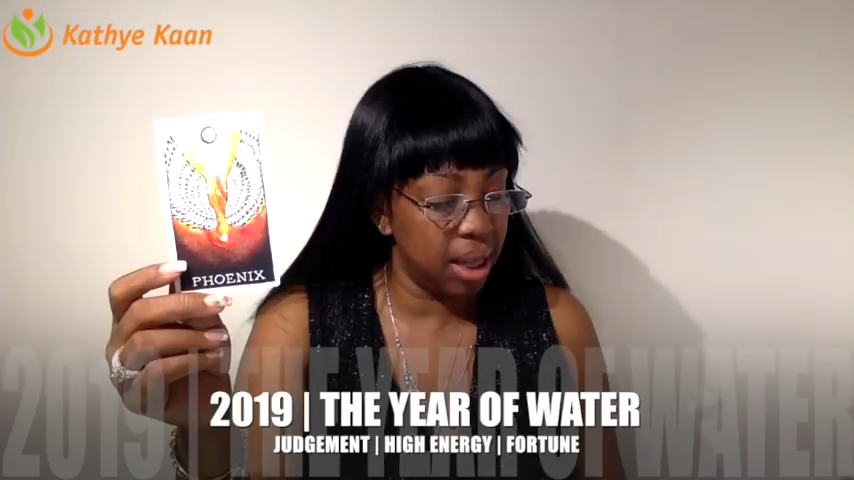 Kathye Kaan
PHOENIX
2019 | THE YEAR OF WATER
2019 | THE YEAR OF WATER
JUDGEMENT | HIGH ENERGY | FORTUNE